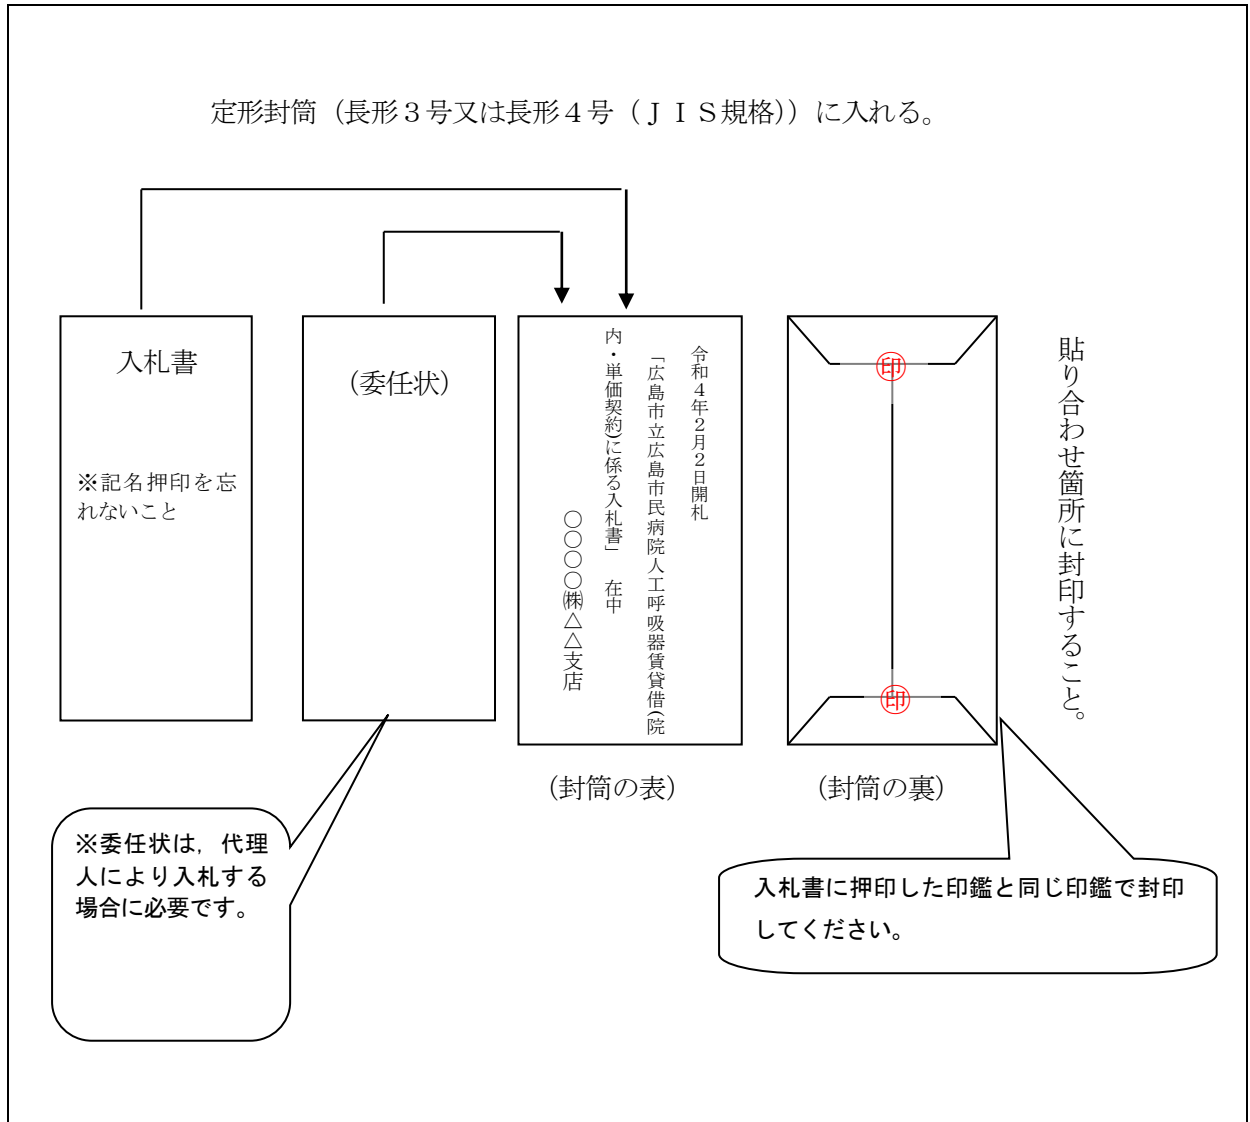 定形封筒（長形３号又は長形４号（ＪＩＳ規格））に入れる。
入札書
※記名押印を忘
れないこと
（委任状）
令和４年２月２日開札
「広島市立広島市民病院人工呼吸器賃貸借(院
内・単価契約)に係る入札書」　在中
〇〇〇〇㈱△△支店
印
印
貼り合わせ箇所に封印すること。
（封筒の表）
（封筒の裏）
※委任状は，代理
人により入札する
場合に必要です。
入札書に押印した印鑑と同じ印鑑で封印
してください。